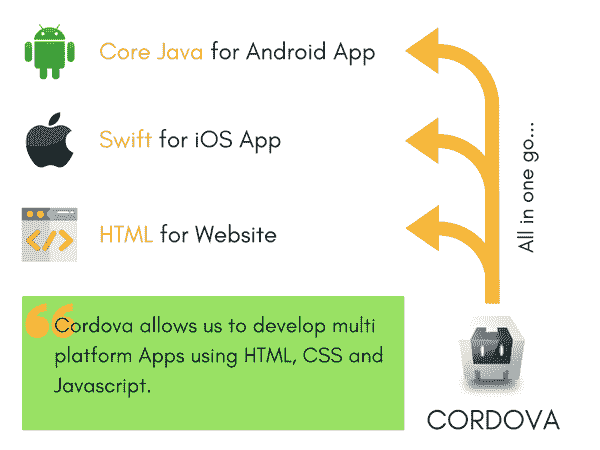 Core Java for Android App
Swift for iOS App
HTML for Website
All in one go...
Cordova allows us to develop multi
platform Apps using HTML, CSS and
Javascript.
CORDOVA